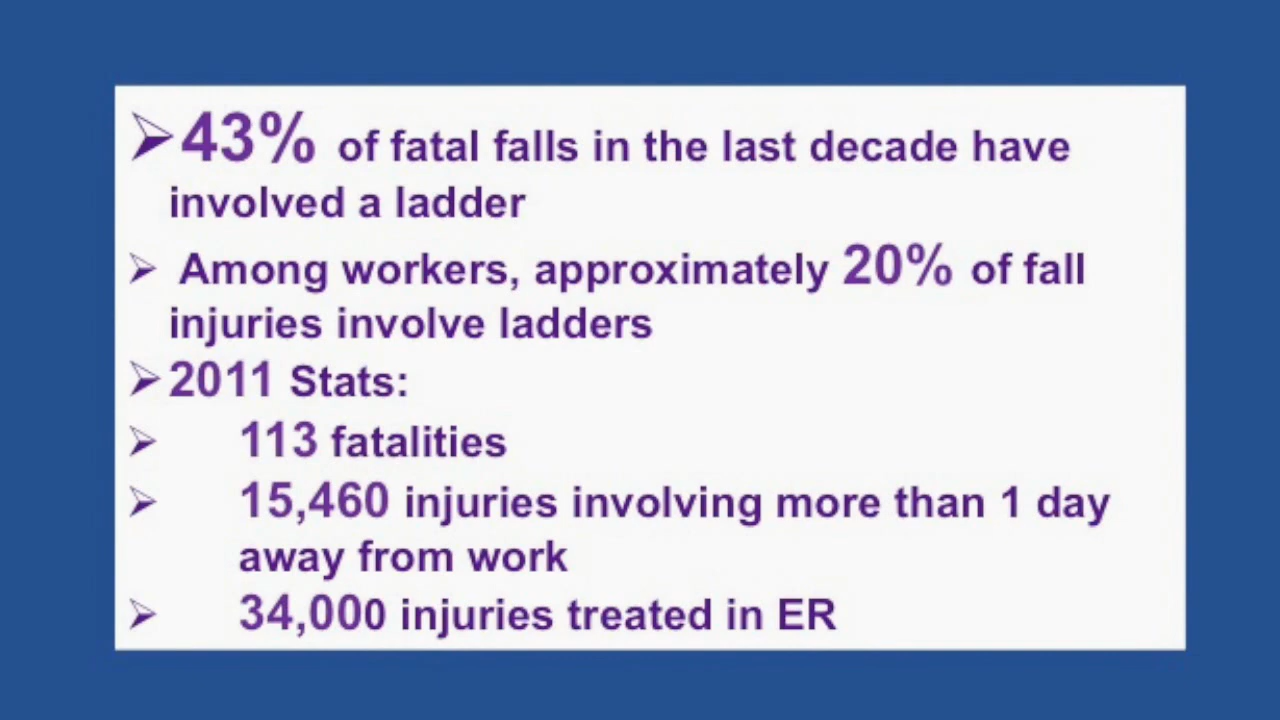 ➢43% of fatal falls in the last decade have
involved a ladder
➢ Among workers, approximately 20% of fall
injuries involve ladders
➢2011 Stats:
➢ 113 fatalities
➢ 15,460 injuries involving more than 1 day
away from work
➢ 34,000 injuries treated in ER